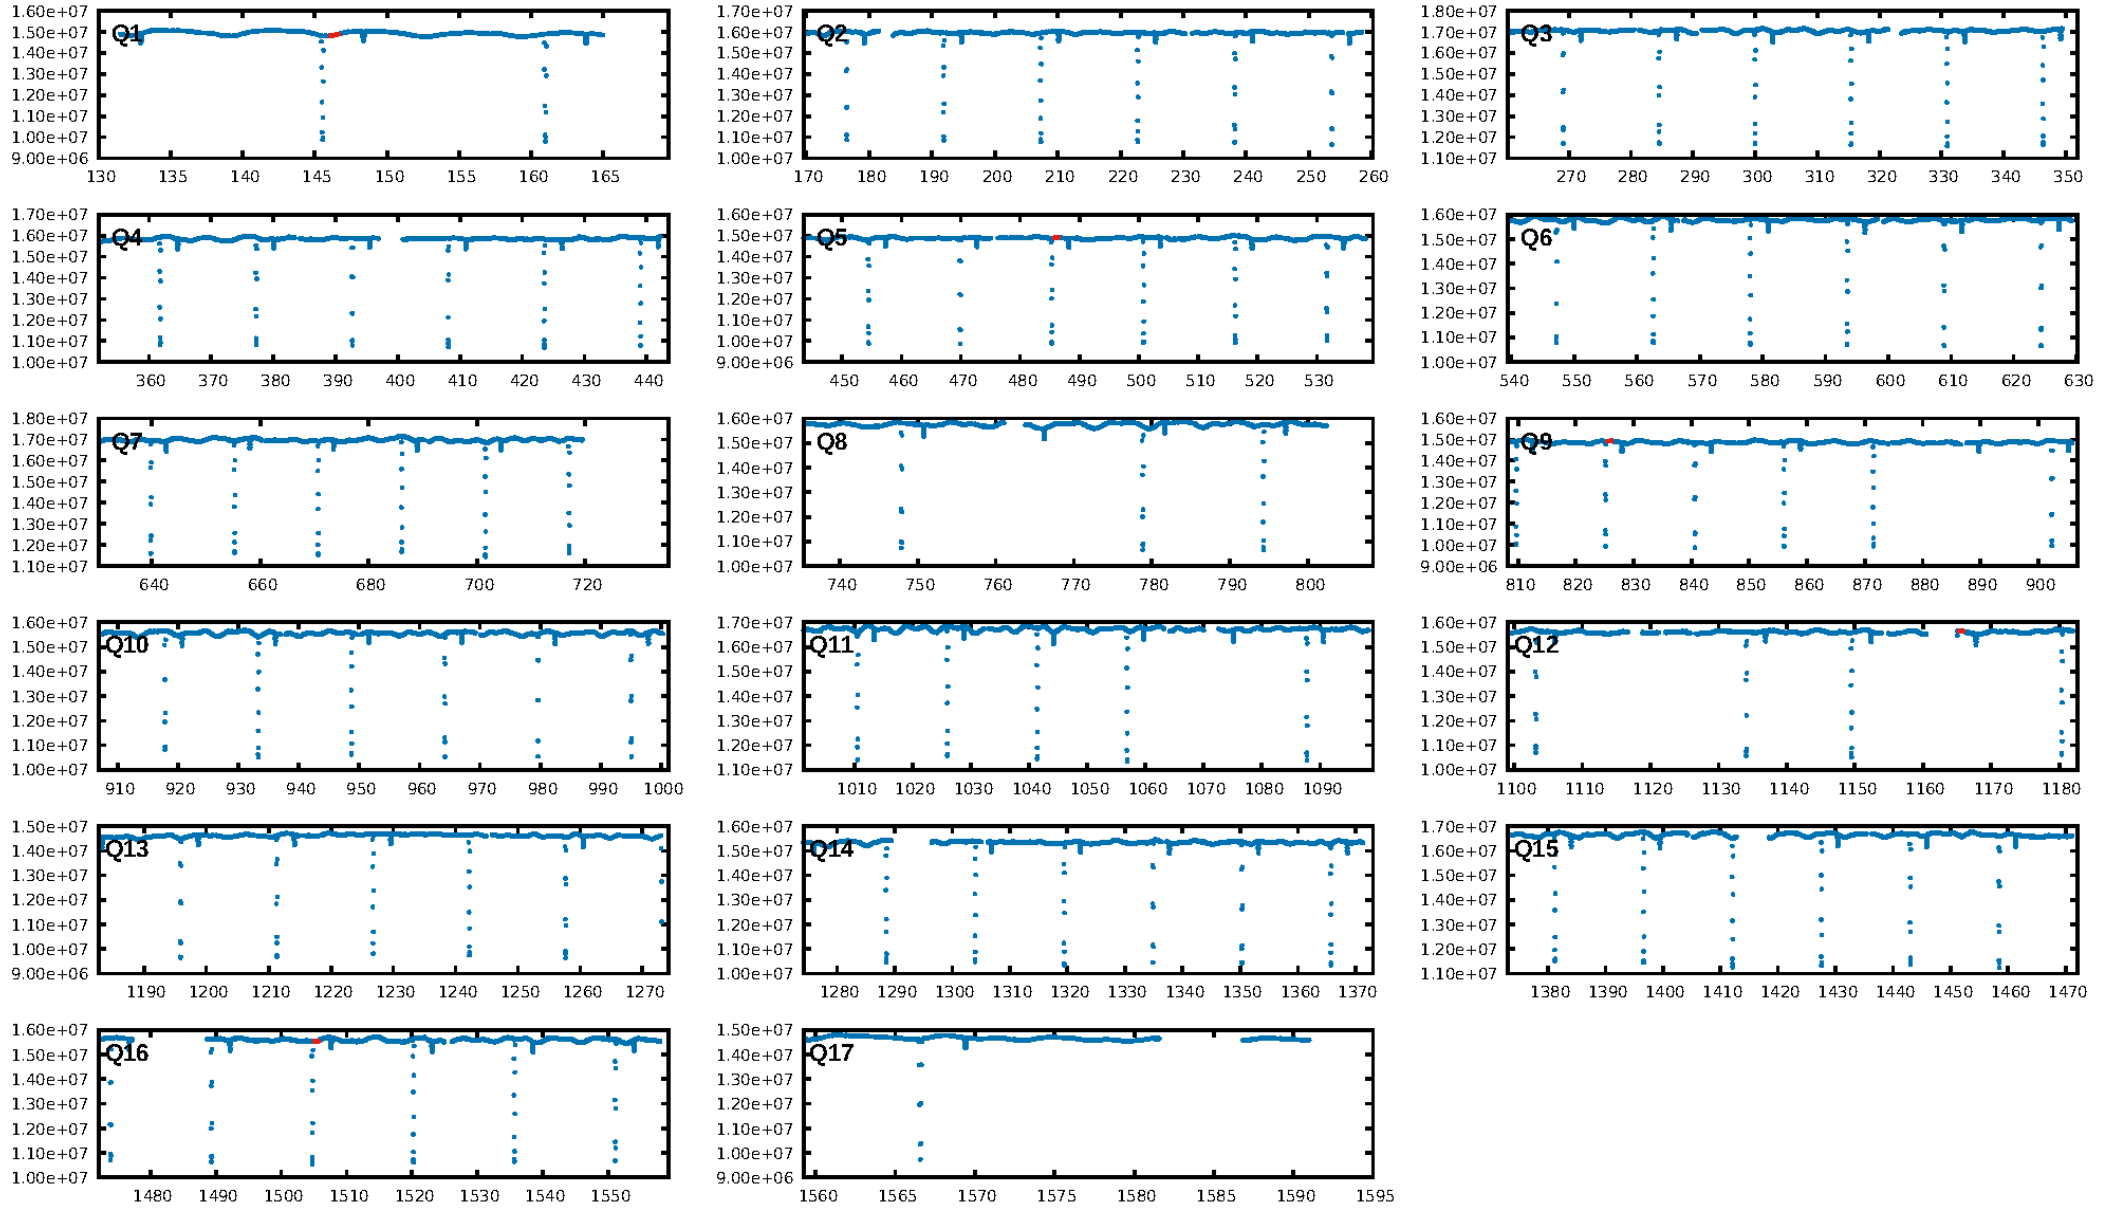 1.60e+07 1.50e+07 1.40e+07 1.30e+07 1.20e+07 1.10e+07 1.00e+07 9.00e+06
Q1
130 135 140 145 150 155 160 165
1.70e+07 1.60e+07 1.50e+07 1.40e+07 1.30e+07 1.20e+07 1.10e+07 1.00e+07
Q2
170 180 190 200 210 220 230 240 250 260
1.80e+07 1.70e+07 1.60e+07 1.50e+07 1.40e+07 1.30e+07 1.20e+07 1.10e+07
Q3
270 280 290 300 310 320 330 340 350
1.70e+07 1.60e+07 1.50e+07 1.40e+07 1.30e+07 1.20e+07 1.10e+07 1.00e+07
Q4
360 370 380 390 400 410 420 430 440
1.60e+07 1.50e+07 1.40e+07 1.30e+07 1.20e+07 1.10e+07 1.00e+07 9.00e+06
Q5
450 460 470 480 490 500 510 520 530
1.60e+07 1.50e+07 1.40e+07 1.30e+07 1.20e+07 1.10e+07 1.00e+07
Q6
540 550 560 570 580 590 600 610 620 630
1.80e+07 1.70e+07 1.60e+07 1.50e+07 1.40e+07 1.30e+07 1.20e+07 1.10e+07
Q7
640 660 680 700 720
1.60e+07 1.50e+07 1.40e+07 1.30e+07 1.20e+07 1.10e+07 1.00e+07
Q8
740 750 760 770 780 790 800
1.60e+07 1.50e+07 1.40e+07 1.30e+07 1.20e+07 1.10e+07 1.00e+07 9.00e+06
Q9
810 820 830 840 850 860 870 880 890 900
1.60e+07 1.50e+07 1.40e+07 1.30e+07 1.20e+07 1.10e+07 1.00e+07
Q10
910 920 930 940 950 960 970 980 990 1000
1.70e+07 1.60e+07 1.50e+07 1.40e+07 1.30e+07 1.20e+07 1.10e+07
Q11
1010 1020 1030 1040 1050 1060 1070 1080 1090
1.60e+07 1.50e+07 1.40e+07 1.30e+07 1.20e+07 1.10e+07 1.00e+07
Q12
1100 1110 1120 1130 1140 1150 1160 1170 1180
1.50e+07 1.40e+07 1.30e+07 1.20e+07 1.10e+07 1.00e+07 9.00e+06
Q13
1190 1200 1210 1220 1230 1240 1250 1260 1270
1.60e+07 1.50e+07 1.40e+07 1.30e+07 1.20e+07 1.10e+07 1.00e+07
Q14
1280 1290 1300 1310 1320 1330 1340 1350 1360 1370
1.70e+07 1.60e+07 1.50e+07 1.40e+07 1.30e+07 1.20e+07 1.10e+07
Q15
1380 1390 1400 1410 1420 1430 1440 1450 1460 1470
1.60e+07 1.50e+07 1.40e+07 1.30e+07 1.20e+07 1.10e+07 1.00e+07
Q16
1480 1490 1500 1510 1520 1530 1540 1550
1.50e+07 1.40e+07 1.30e+07 1.20e+07 1.10e+07 1.00e+07 9.00e+06
Q17
1560 1565 1570 1575 1580 1585 1590 1595